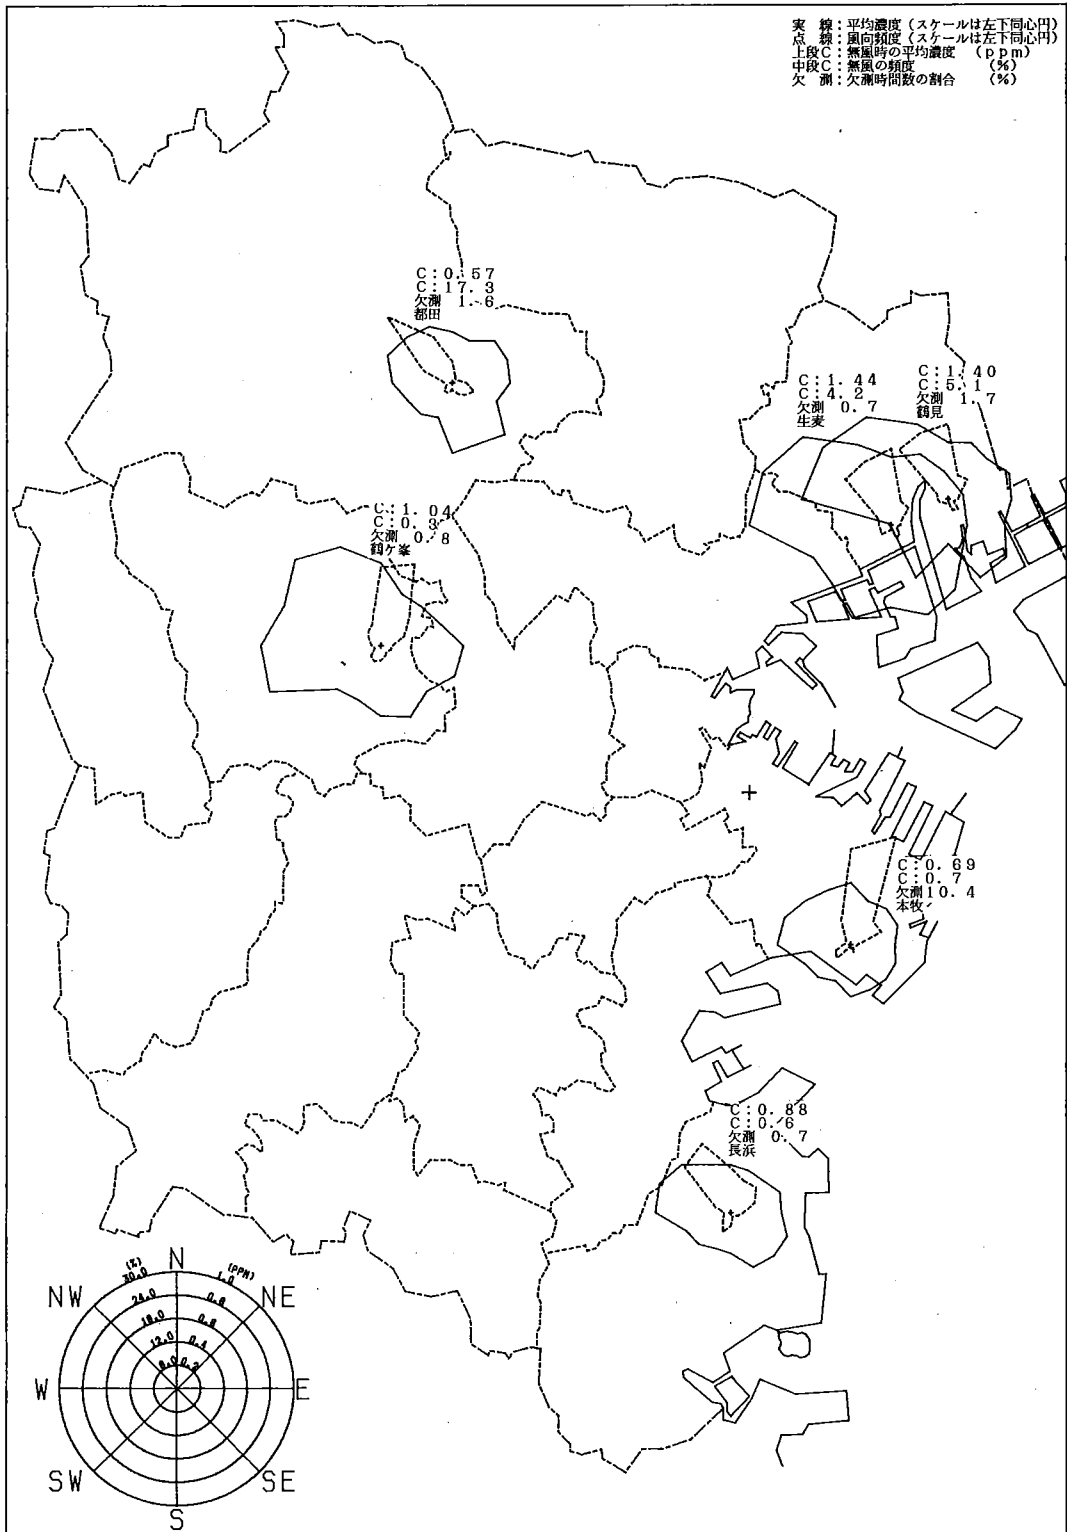 実　線：平均濃度（スケールは左下同心円）
点　線：風向頻度（スケールは左下同心円）
上段C：無風時の平均濃度　（ppm）
中段C：無風の頻度　（%）
欠　測：欠測時間数の割合　（%）
C：0.57
C：17.3
欠測　1.6
都田
C：1.40
C：5.1
欠測　1.7
鶴見
C：1.44
C：4.2
欠測　0.7
生麦
C：1.04
C：0.3
欠測　0.8
鶴ケ峯
C：0.69
C：0.7
欠測10.4
本牧
C：0.88
C：0.6
欠測　0.7
長浜
N
NW
NE
W
E
SW
SE
S
(%)
(PPM)
30.0
1.0
24.0
18.0
12.0
0.4
0.2